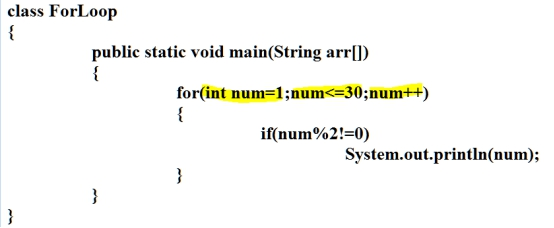 class ForLoop
{
public static void main(String arr[])
{
for(int num=1;num<=30;num++)
{
if(num%2!=0)
System.out.println(num);
}
}
}